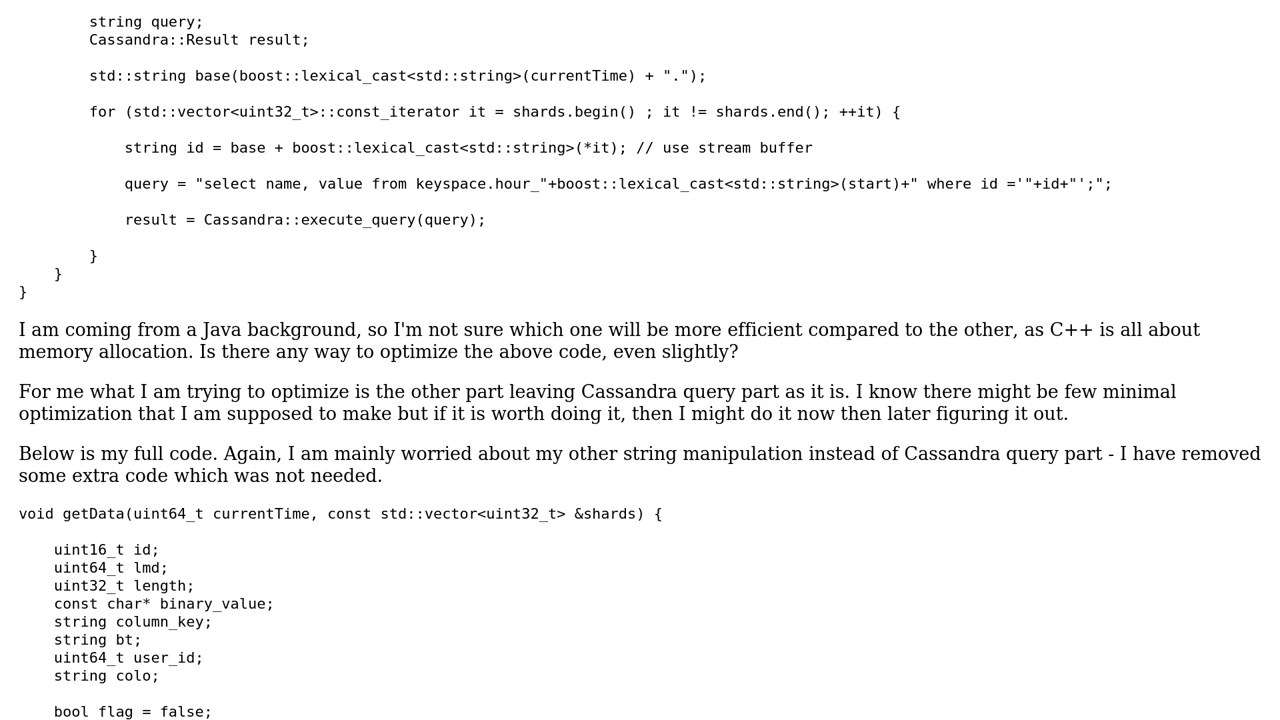 string query;
Cassandra::Result result;
std::string base(boost::lexical_cast<std::string>(currentTime) + ".");
for (std::vector<uint32_t>::const_iterator it = shards.begin() ; it != shards.end(); ++it) {
string id = base + boost::lexical_cast<std::string>(*it); // use stream buffer
query = "select name, value from keyspace.hour_"+boost::lexical_cast<std::string>(start)+" where id ='"+id+"';";
result = Cassandra::execute_query(query);
}
}
}
I am coming from a Java background, so I'm not sure which one will be more efficient compared to the other, as C++ is all about
memory allocation. Is there any way to optimize the above code, even slightly?
For me what I am trying to optimize is the other part leaving Cassandra query part as it is. I know there might be few minimal
optimization that I am supposed to make but if it is worth doing it, then I might do it now then later figuring it out.
Below is my full code. Again, I am mainly worried about my other string manipulation instead of Cassandra query part - I have removed
some extra code which was not needed.
void getData(uint64_t currentTime, const std::vector<uint32_t> &shards) {
uint16_t id;
uint64_t lmd;
uint32_t length;
const char* binary_value;
string column_key;
string bt;
uint64_t user_id;
string colo;
bool flag = false;